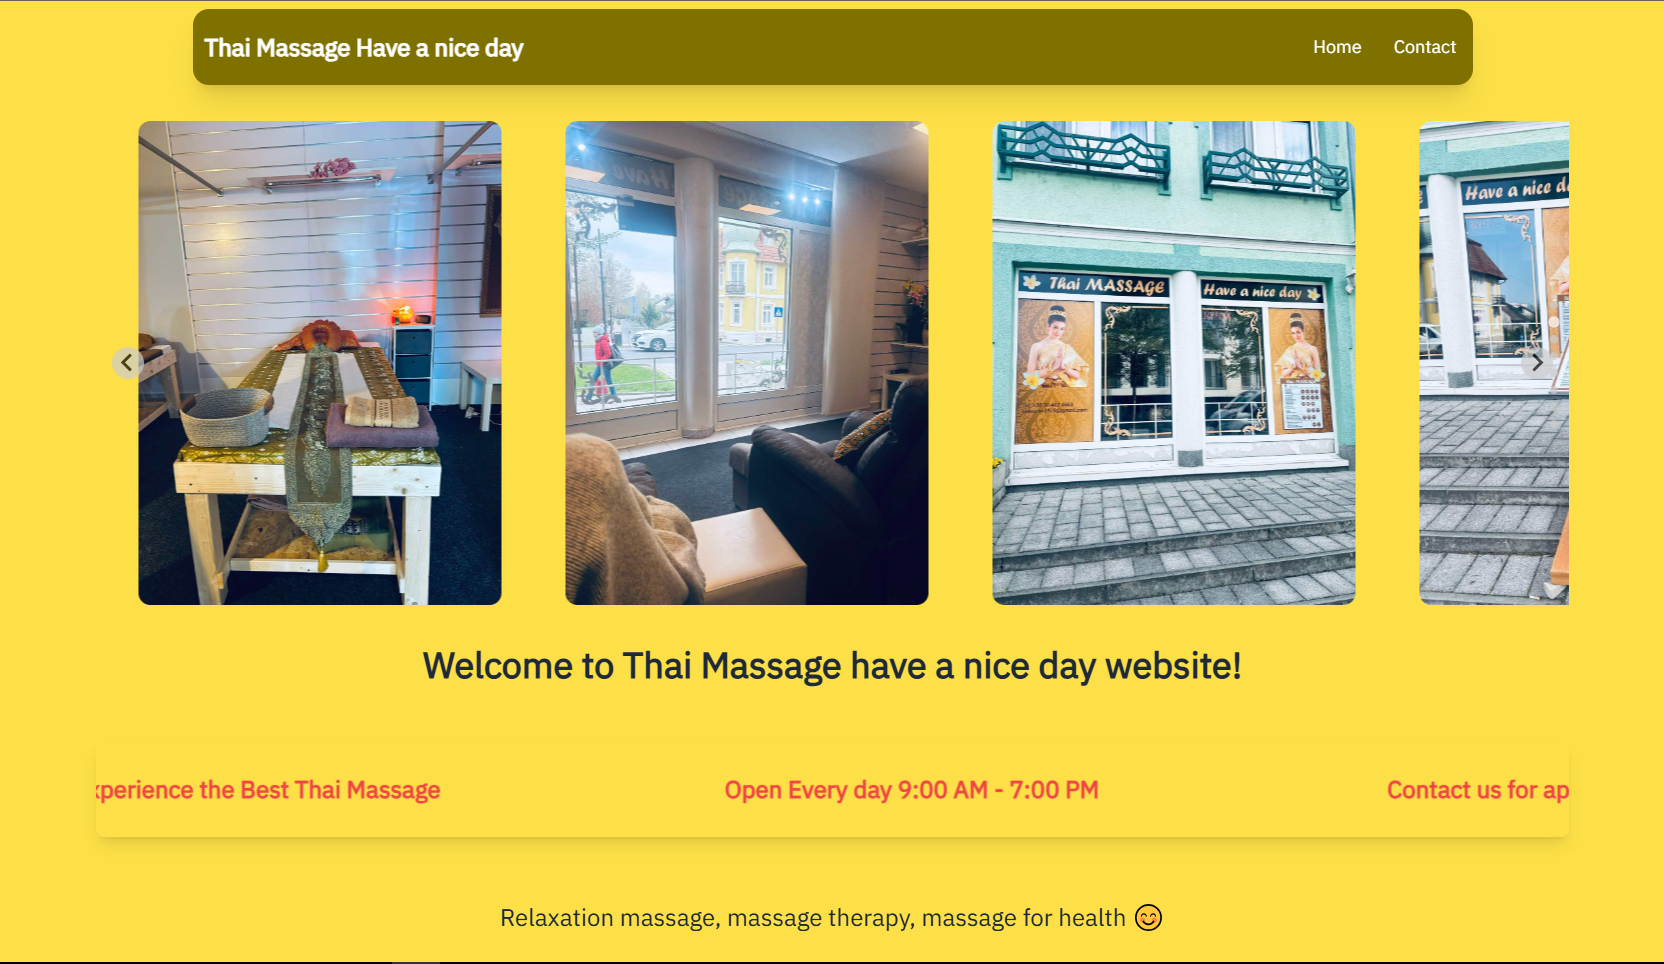 Thai Massage Have a nice day
Home
Contact
Thai MASSAGE
Have a nice day
Have a nice d
Welcome to Thai Massage have a nice day website!
xperience the Best Thai Massage
Open Every day 9:00 AM - 7:00 PM
Contact us for ap
Relaxation massage, massage therapy, massage for health 😊